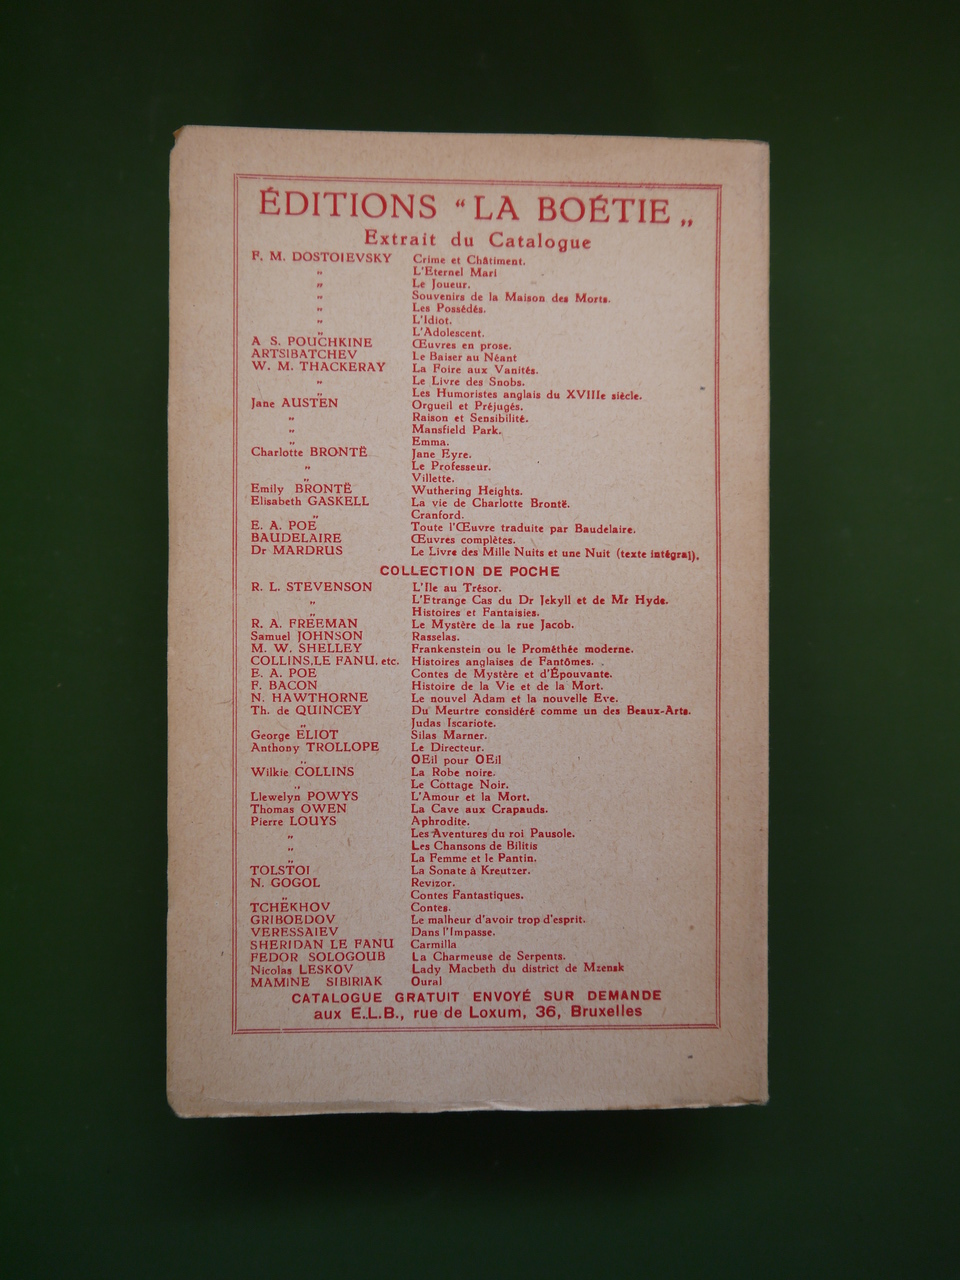 ÉDITIONS “ LA BOÉTIE „
Extrait du Catalogue
F. M. DOSTOIEVSKY Crime et Châtiment.
„ L'Eternel Mari
„ Le Joueur.
„ Souvenirs de la Maison des Morts.
„ Les Possédés.
„ L'Idiot.
„ L'Adolescent.
A S. POUCHKINE Œuvres en prose.
ARTSIBATCHEV Le Baiser au Néant
W. M. THACKERAY La Foire aux Vanités.
„ Le Livre des Snobs.
„ Les Humoristes anglais du XVIIIe siècle.
Jane AUSTEN Orgueil et Préjugés.
„ Raison et Sensibilité.
„ Mansfield Park.
„ Emma.
Charlotte BRONTË Jane Eyre.
„ Le Professeur.
„ Villette.
Emily BRONTË Wuthering Heights.
Elisabeth GASKELL La vie de Charlotte Brontë.
„ Cranford.
E. A. POE Toute l'Œuvre traduite par Baudelaire.
BAUDELAIRE Œuvres complètes.
Dr MARDRUS Le Livre des Mille Nuits et une Nuit (texte intégral).
COLLECTION DE POCHE
R. L. STEVENSON L'Ile au Trésor.
„ L'Etrange Cas du Dr Jekyll et de Mr Hyde.
„ Histoires et Fantaisies.
R. A. FREEMAN Le Mystère de la rue Jacob.
Samuel JOHNSON Rasselas.
M. W. SHELLEY Frankenstein ou le Prométhée moderne.
COLLINS, LE FANU. etc. Histoires anglaises de Fantômes.
E. A. POE Contes de Mystère et d'Épouvante.
F. BACON Histoire de la Vie et de la Mort.
N. HAWTHORNE Le nouvel Adam et la nouvelle Eve.
Th. de QUINCEY Du Meurtre considéré comme un des Beaux-Arts.
„ Judas Iscariote.
George ELIOT Silas Marner.
Anthony TROLLOPE Le Directeur.
„ OEil pour OEil
Wilkie COLLINS La Robe noire.
„ Le Cottage Noir.
Llewelyn POWYS L'Amour et la Mort.
Thomas OWEN La Cave aux Crapauds.
Pierre LOUYS Aphrodite.
„ Les Aventures du roi Pausole.
„ Les Chansons de Bilitis
„ La Femme et le Pantin.
TOLSTOI La Sonate à Kreutzer.
N. GOGOL Revizor.
„ Contes Fantastiques.
TCHÉKHOV Contes.
GRIBOEDOV Le malheur d'avoir trop d'esprit.
VERESSAIEV Dans l'Impasse.
SHERIDAN LE FANU Carmilla
FEDOR SOLOGOUB La Charmeuse de Serpents.
Nicolas LESKOV Lady Macbeth du district de Mzensk
MAMINE SIBIRIAK Oural
CATALOGUE GRATUIT ENVOYÉ SUR DEMANDE
aux E.L.B., rue de Loxum, 36, Bruxelles